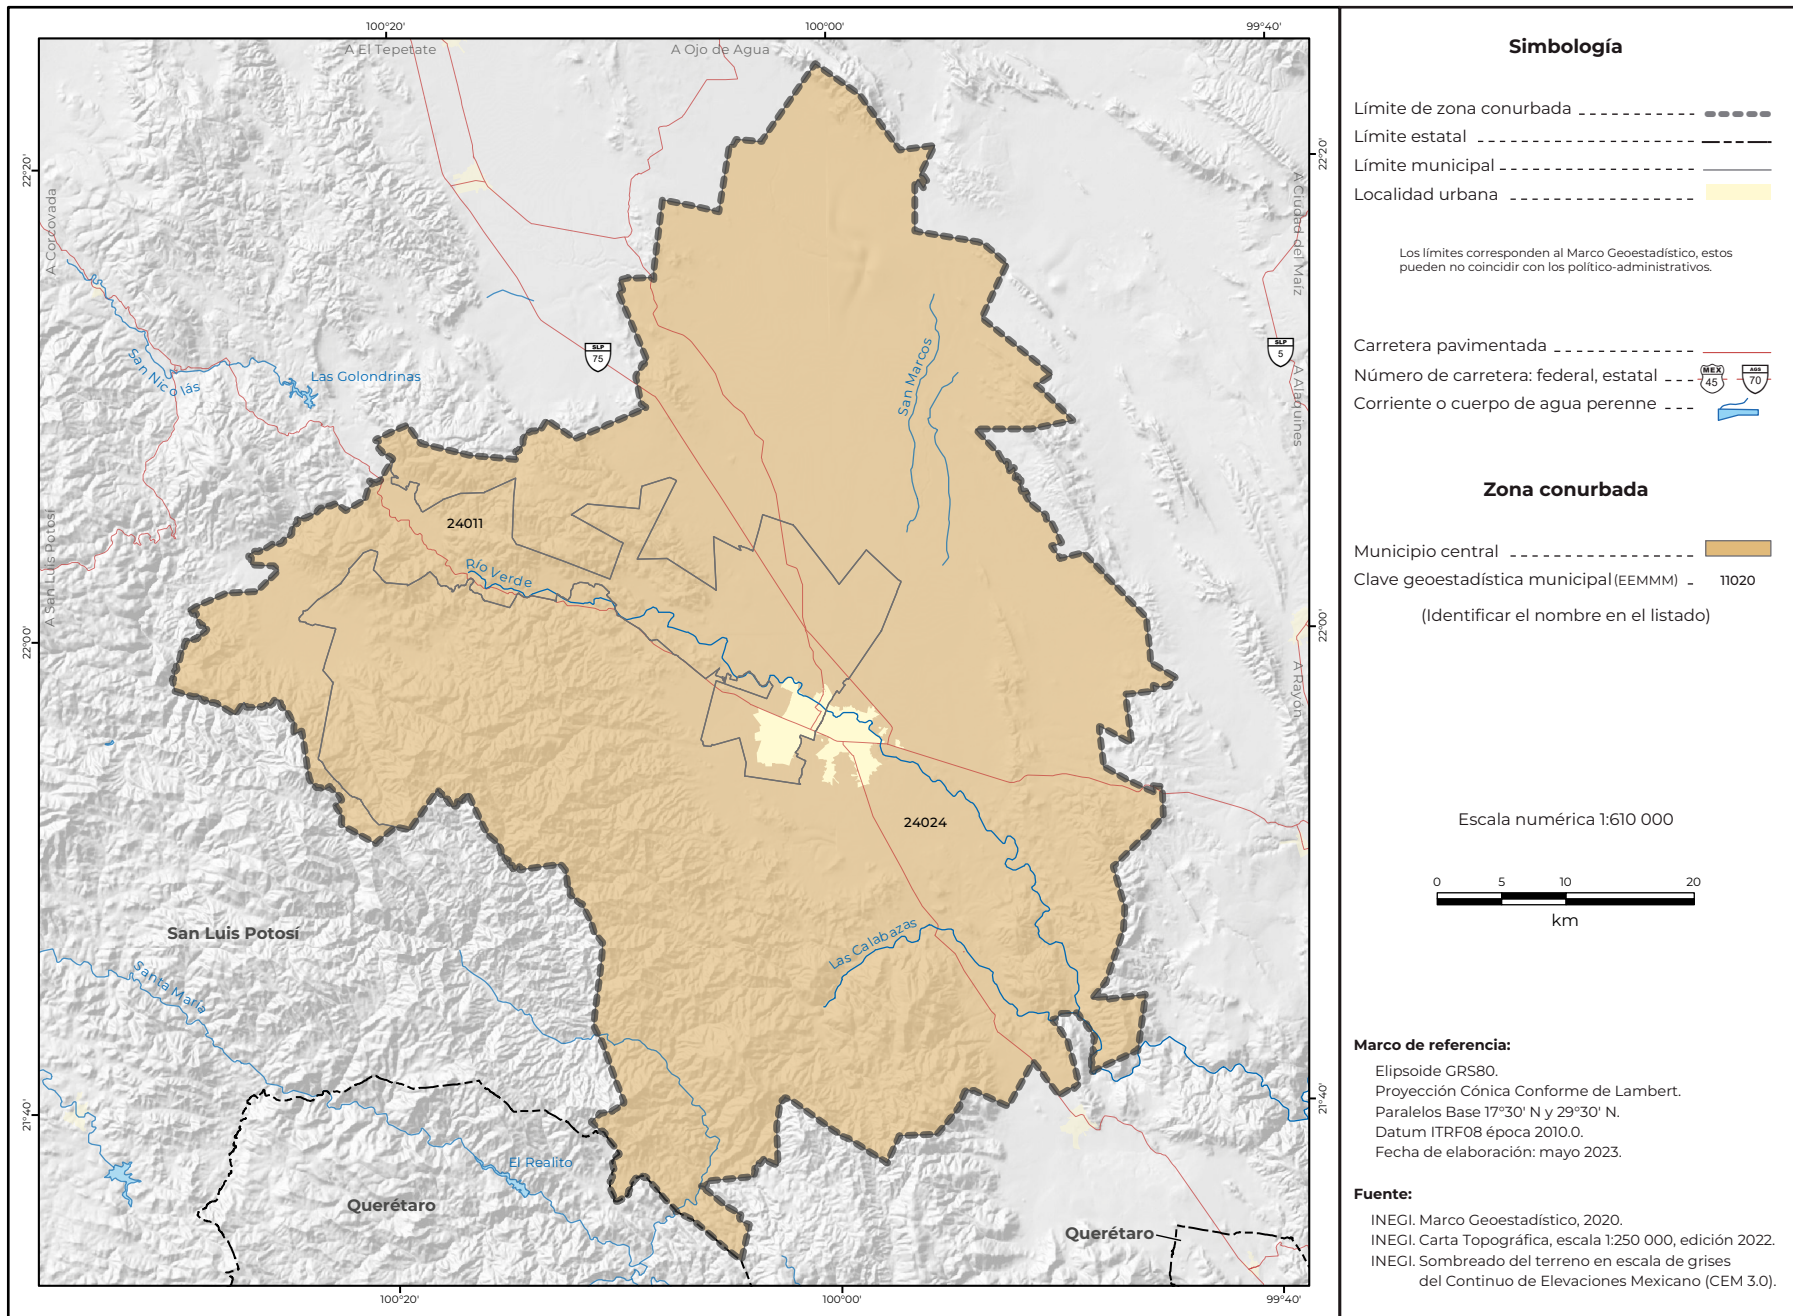 100°20'
100°00'
99°40'
A El Tepetate
A Ojo de Agua
22°20'
22°20'
A Corcovada
A Ciudad del Maíz
SLP
75
SLP
5
San Nicolás
Las Golondrinas
San Marcos
A Alaquines
24011
A San Luis Potosí
Río Verde
22°00'
22°00'
A Rayón
24024
San Luis Potosí
Las Calabazas
Santa María
21°40'
21°40'
El Realito
Querétaro
Querétaro
100°20'
100°00'
99°40'
Simbología
Límite de zona conurbada
Límite estatal
Límite municipal
Localidad urbana
Los límites corresponden al Marco Geoestadístico, estos
pueden no coincidir con los político-administrativos.
Carretera pavimentada
Número de carretera: federal, estatal
MEX
45
AGS
70
Corriente o cuerpo de agua perenne
Zona conurbada
Municipio central
Clave geoestadística municipal (EEMMM) 11020
(Identificar el nombre en el listado)
Escala numérica 1:610 000
0 5 10 20
km
Marco de referencia:
Elipsoide GRS80.
Proyección Cónica Conforme de Lambert.
Paralelos Base 17°30' N y 29°30' N.
Datum ITRF08 época 2010.0.
Fecha de elaboración: mayo 2023.
Fuente:
INEGI. Marco Geoestadístico, 2020.
INEGI. Carta Topográfica, escala 1:250 000, edición 2022.
INEGI. Sombreado del terreno en escala de grises
del Continuo de Elevaciones Mexicano (CEM 3.0).